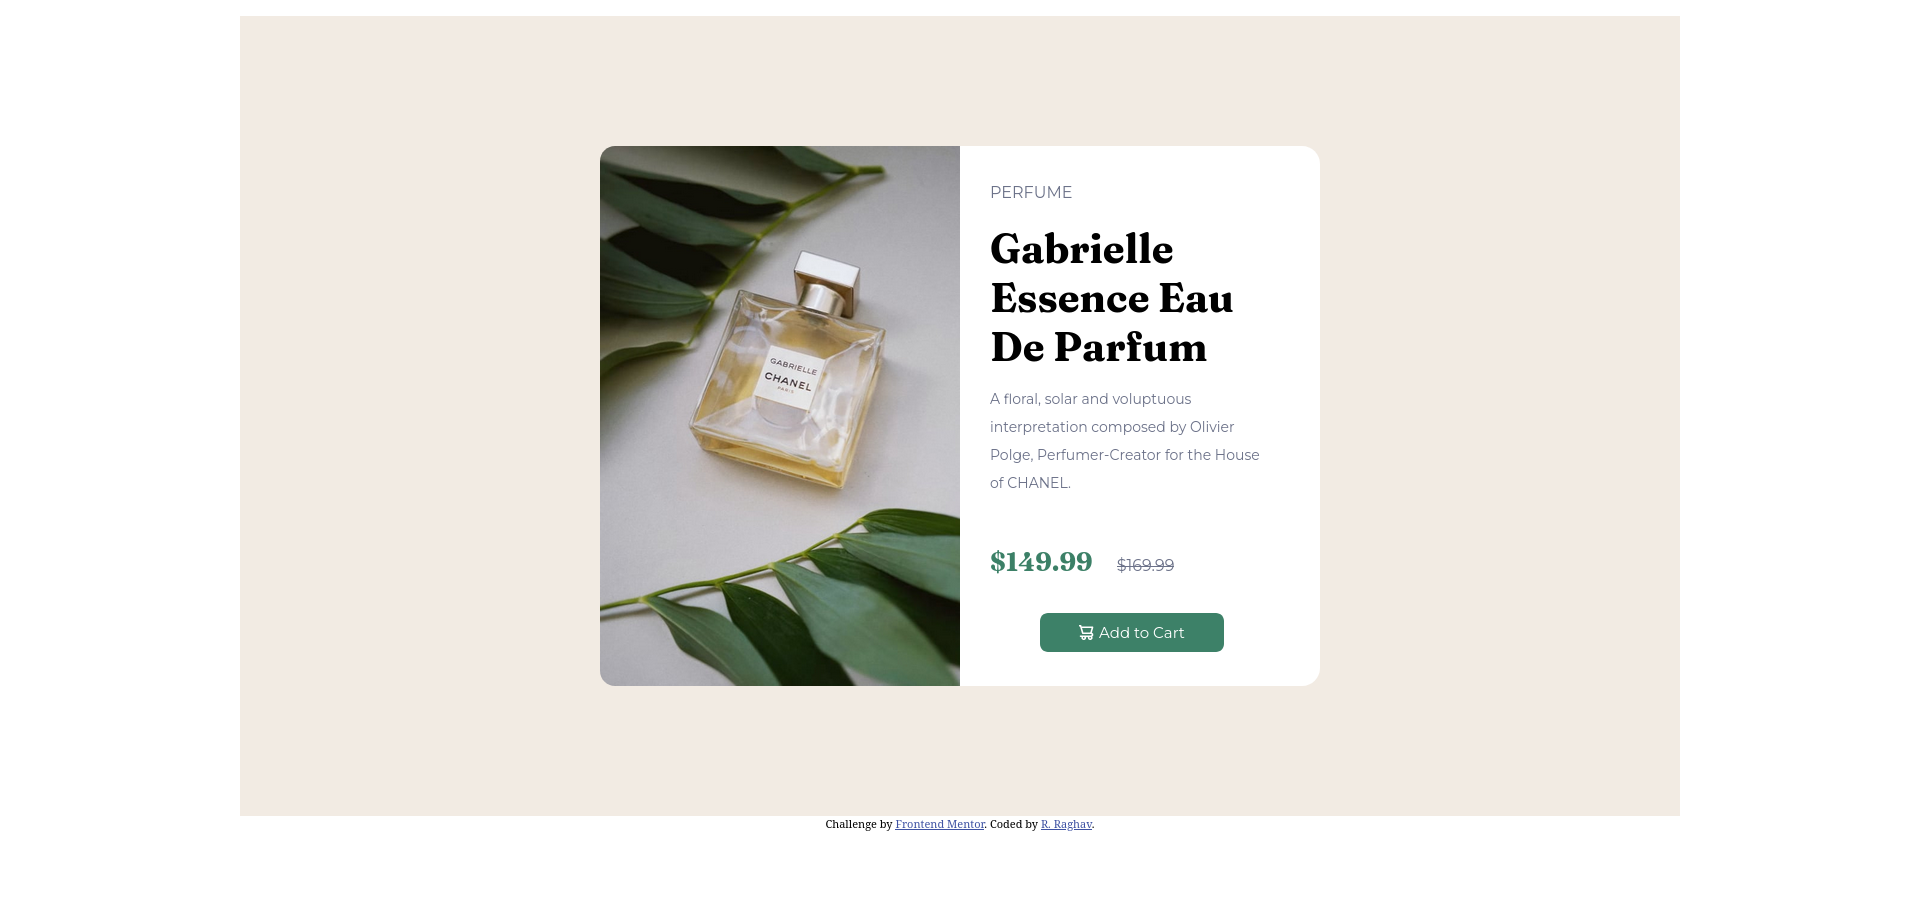 PERFUME
Gabrielle
Essence Eau
De Parfum
A floral, solar and voluptuous
interpretation composed by Olivier
Polge, Perfumer-Creator for the House
of CHANEL.
$149.99 $169.99
Add to Cart
GABRIELLE
CHANEL
PARIS
Challenge by Frontend Mentor. Coded by R. Raghav.